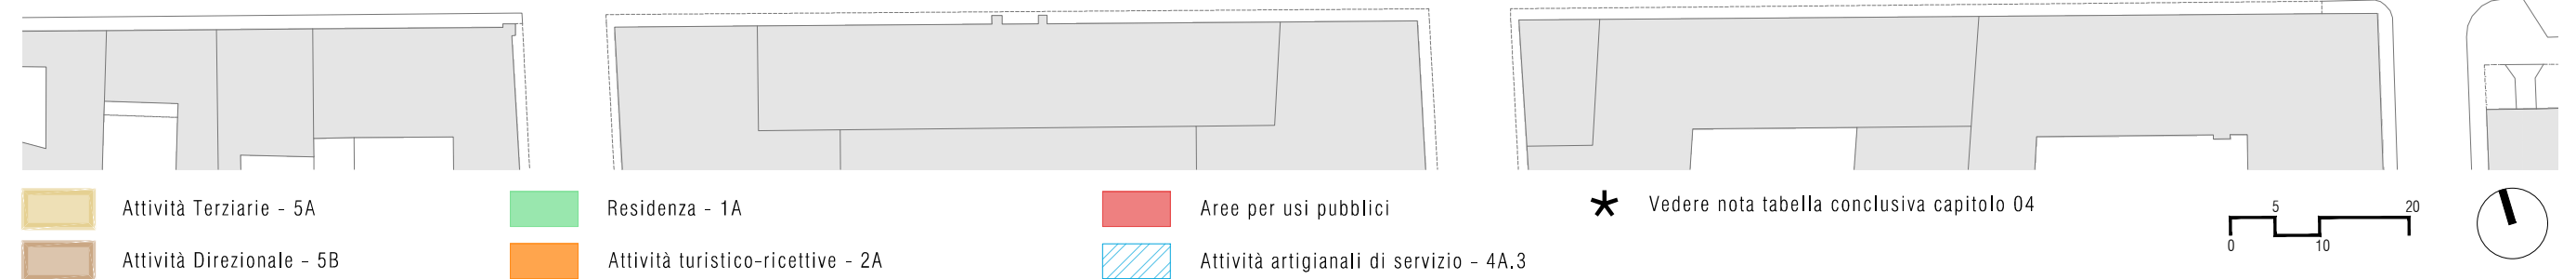 Attività Terziarie - 5A
Residenza - 1A
Aree per usi pubblici
* Vedere nota tabella conclusiva capitolo 04
5 20
0 10
Attività Direzionale - 5B
Attività turistico-ricettive - 2A
Attività artigianali di servizio - 4A.3